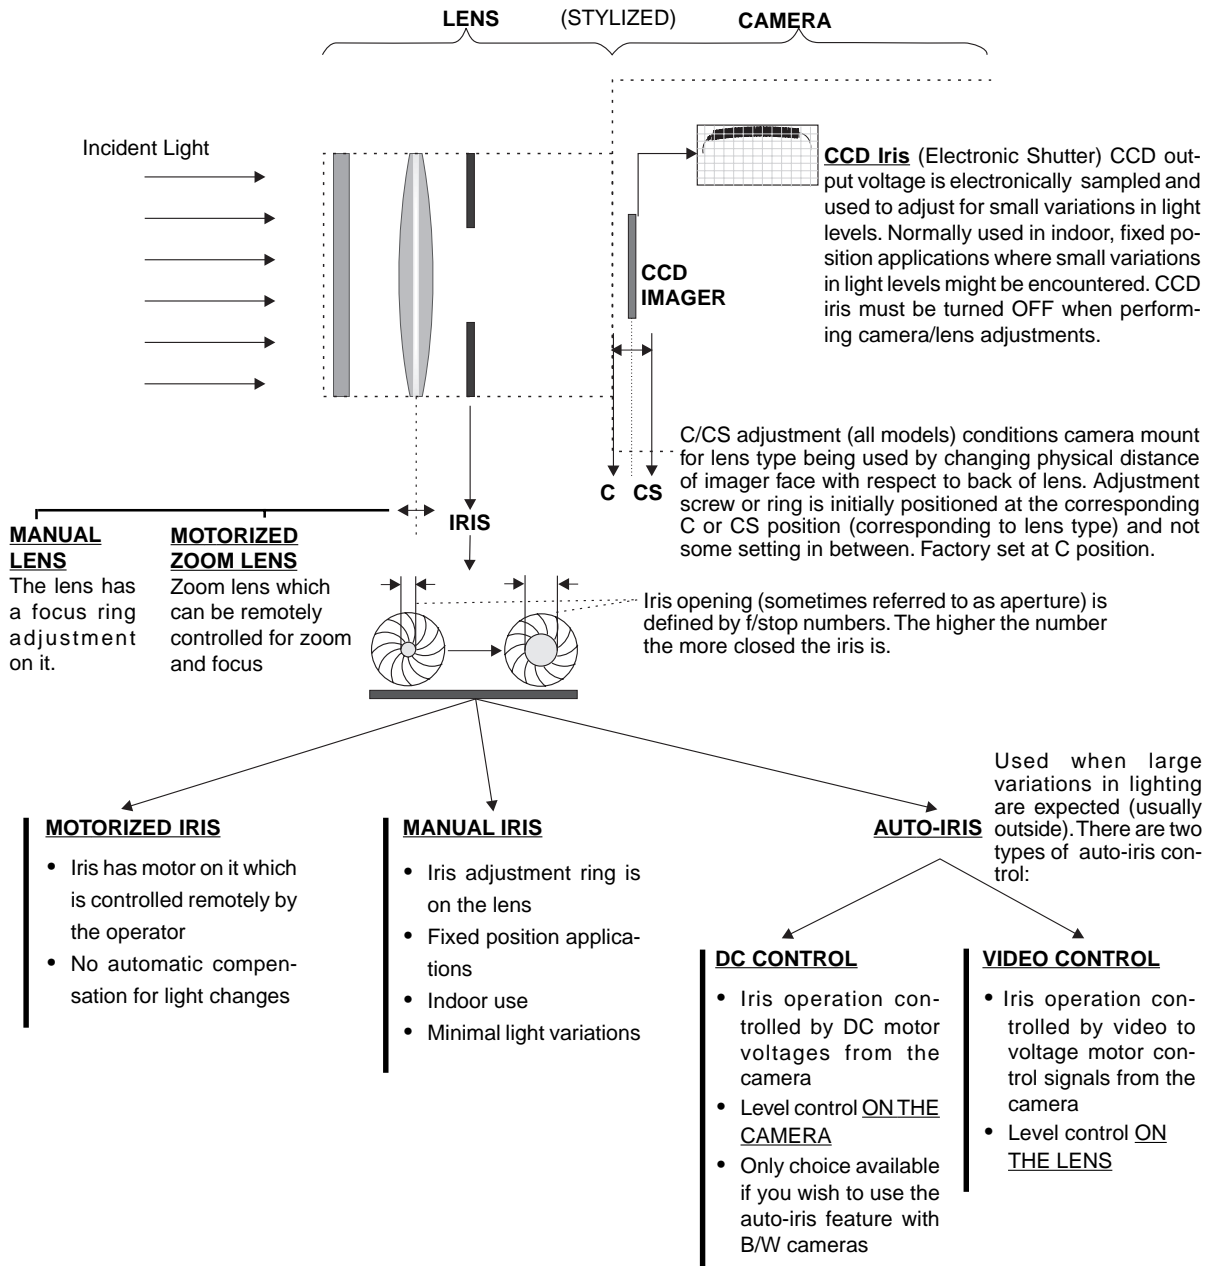 LENS (STYLIZED) CAMERA
Incident Light
CCD Iris (Electronic Shutter) CCD out-
put voltage is electronically sampled and
used to adjust for small variations in light
levels. Normally used in indoor, fixed po-
sition applications where small variations
in light levels might be encountered. CCD
iris must be turned OFF when perform-
ing camera/lens adjustments.
CCD
IMAGER
C/CS adjustment (all models) conditions camera mount
for lens type being used by changing physical distance
of imager face with respect to back of lens. Adjustment
screw or ring is initially positioned at the corresponding
C or CS position (corresponding to lens type) and not
some setting in between. Factory set at C position.
C CS
IRIS
MANUAL
LENS
The lens has
a focus ring
adjustment
on it.
MOTORIZED
ZOOM LENS
Zoom lens which
can be remotely
controlled for zoom
and focus
Iris opening (sometimes referred to as aperture) is
defined by f/stop numbers. The higher the number
the more closed the iris is.
MOTORIZED IRIS
• Iris has motor on it which
is controlled remotely by
the operator
• No automatic compen-
sation for light changes
MANUAL IRIS
• Iris adjustment ring is
on the lens
• Fixed position applica-
tions
• Indoor use
• Minimal light variations
AUTO-IRIS
Used when large
variations in lighting
are expected (usually
outside). There are two
types of auto-iris con-
trol:
DC CONTROL
• Iris operation con-
trolled by DC motor
voltages from the
camera
• Level control ON THE
CAMERA
• Only choice available
if you wish to use the
auto-iris feature with
B/W cameras
VIDEO CONTROL
• Iris operation con-
trolled by video to
voltage motor con-
trol signals from the
camera
• Level control ON
THE LENS